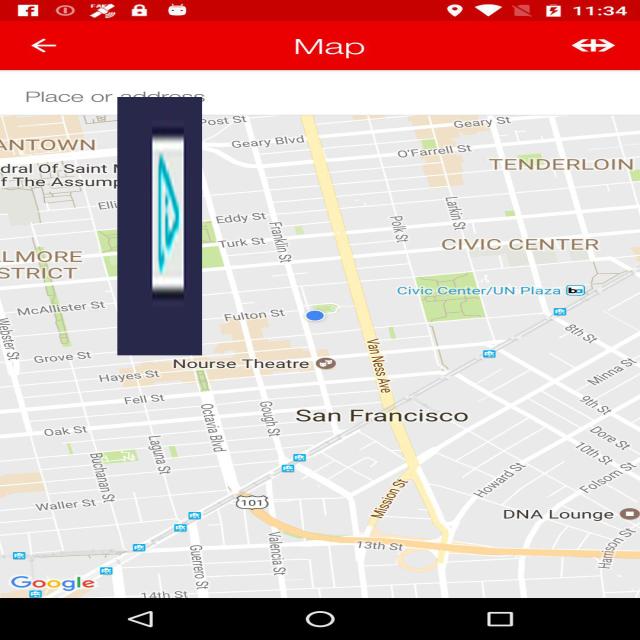 11:34
Map
Place or address
Post St
Geary St
Geary Blvd
ANTOWN
O'Farrell St
TENDERLOIN
dral Of Saint M
f The Assump
Ellis
Eddy St
Larkin St
Polk St
Franklin St
Turk St
CIVIC CENTER
LLMORE
STRICT
Civic Center/UN Plaza
McAllister St
Fulton St
Webster St
8th St
Grove St
Van Ness Ave
Nourse Theatre
Minna St
Hayes St
Fell St
9th St
San Francisco
Octavia Blvd
Gough St
Oak St
Dore St
10th St
Laguna St
Buchanan St
Folsom St
Howard St
Mission St
Waller St
101
DNA Lounge
Harrison St
13th St
Valencia St
Guerrero St
Google
14th St